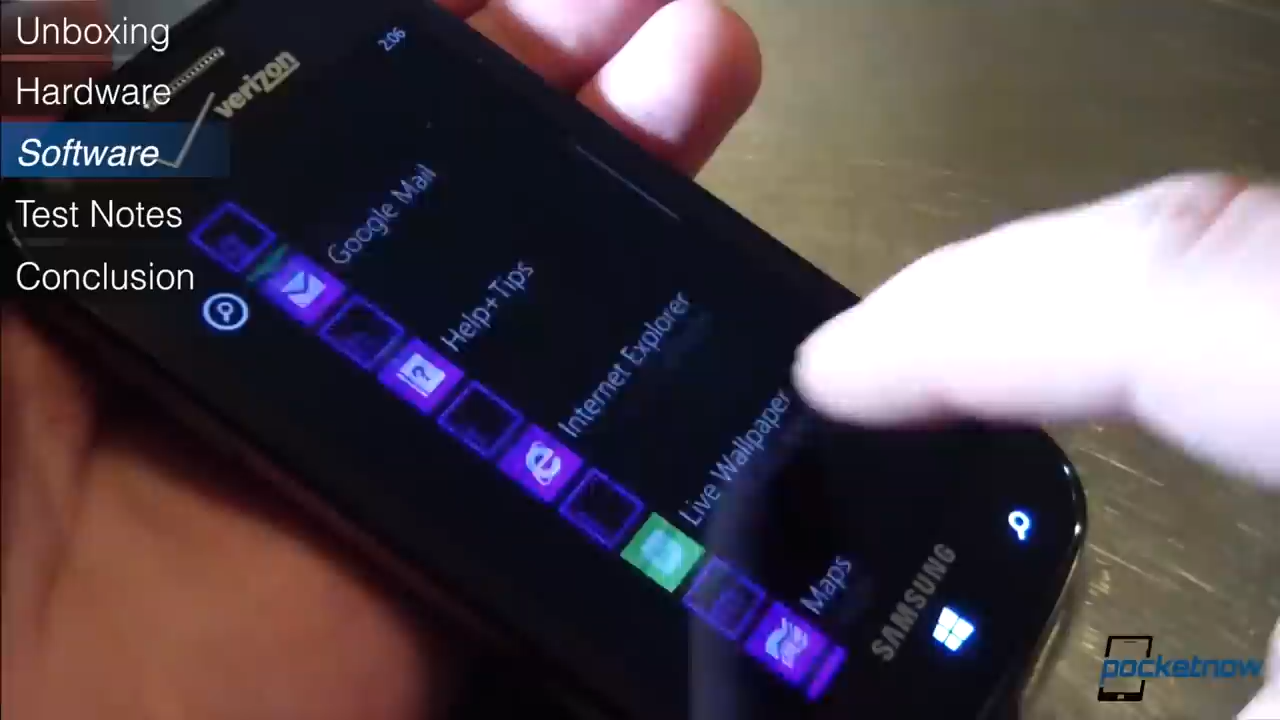 Unboxing
Hardware
Software
Test Notes
Conclusion
verizon
2:06
Google Mail
?
Help+Tips
Internet Explorer
Live Wallpaper
Maps
SAMSUNG
pocketnow